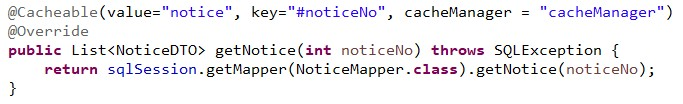 @Cacheable(value="notice", key="#noticeNo", cacheManager = "cacheManager")
@Override
public List<NoticeDTO> getNotice(int noticeNo) throws SQLException {
    return sqlSession.getMapper(NoticeMapper.class).getNotice(noticeNo);
}